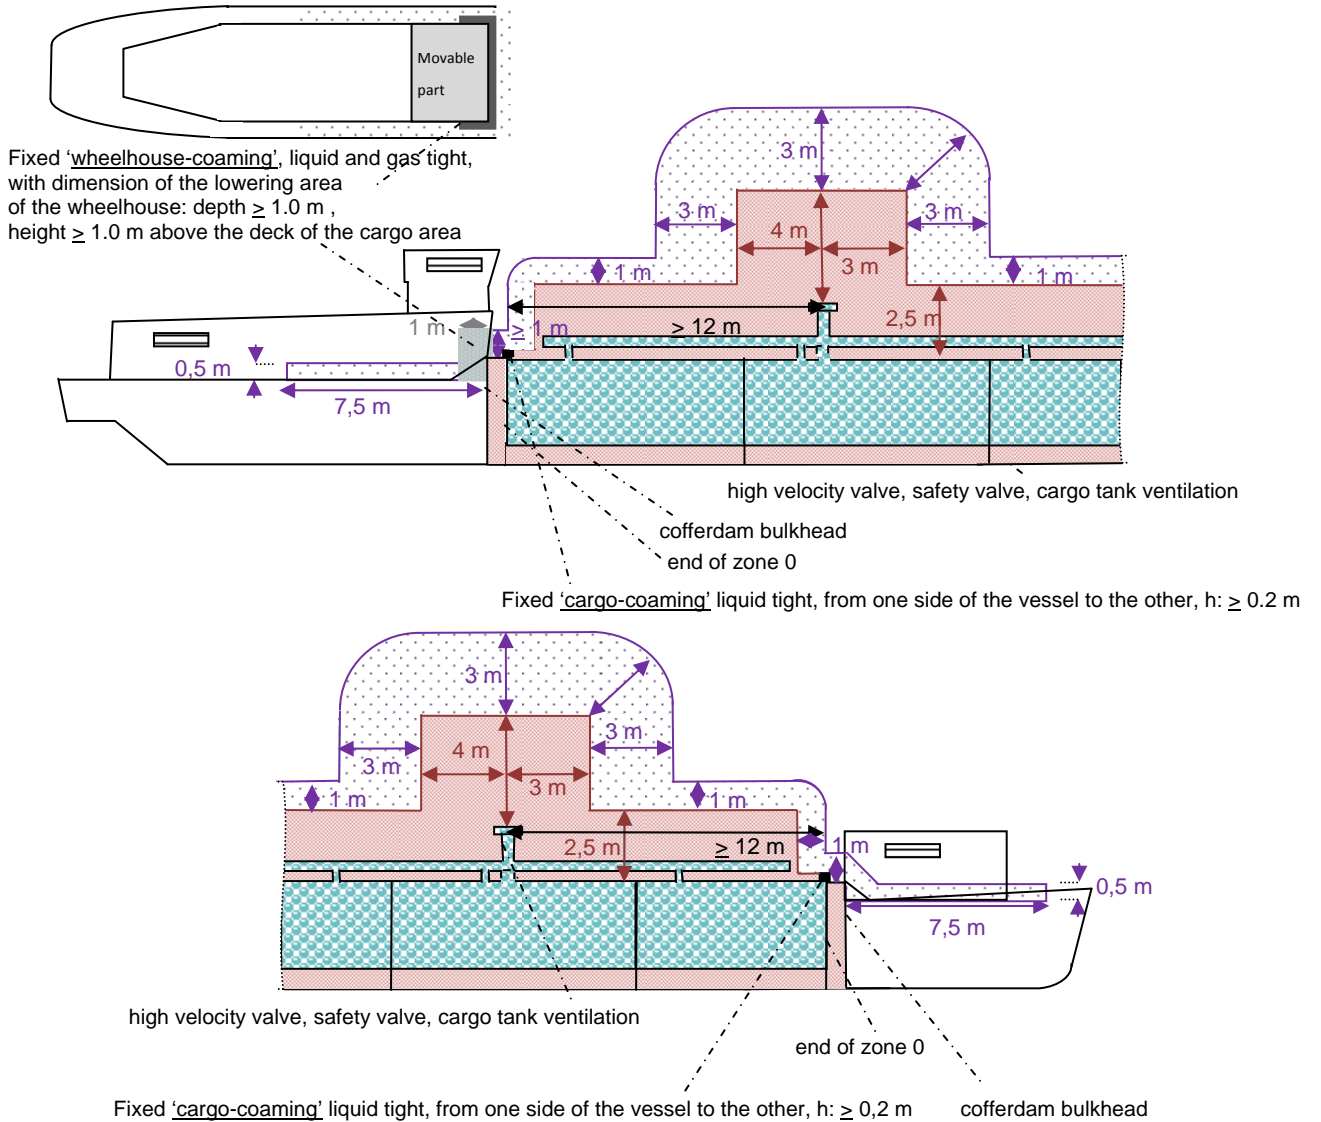 Movable
part
Fixed ‘wheelhouse-coaming’, liquid and gas tight,
with dimension of the lowering area
of the wheelhouse: depth ≥ 1.0 m ,
height ≥ 1.0 m above the deck of the cargo area
3 m
3 m
3 m
4 m
3 m
1 m
1 m
1 m
≥ 1 m
≥ 12 m
2,5 m
0,5 m
7,5 m
high velocity valve, safety valve, cargo tank ventilation
cofferdam bulkhead
end of zone 0
Fixed ‘cargo-coaming’ liquid tight, from one side of the vessel to the other, h: ≥ 0.2 m
3 m
3 m
3 m
4 m
3 m
1 m
1 m
2,5 m
≥ 12 m
1 m
0,5 m
7,5 m
high velocity valve, safety valve, cargo tank ventilation
end of zone 0
Fixed ‘cargo-coaming’ liquid tight, from one side of the vessel to the other, h: ≥ 0,2 m
cofferdam bulkhead